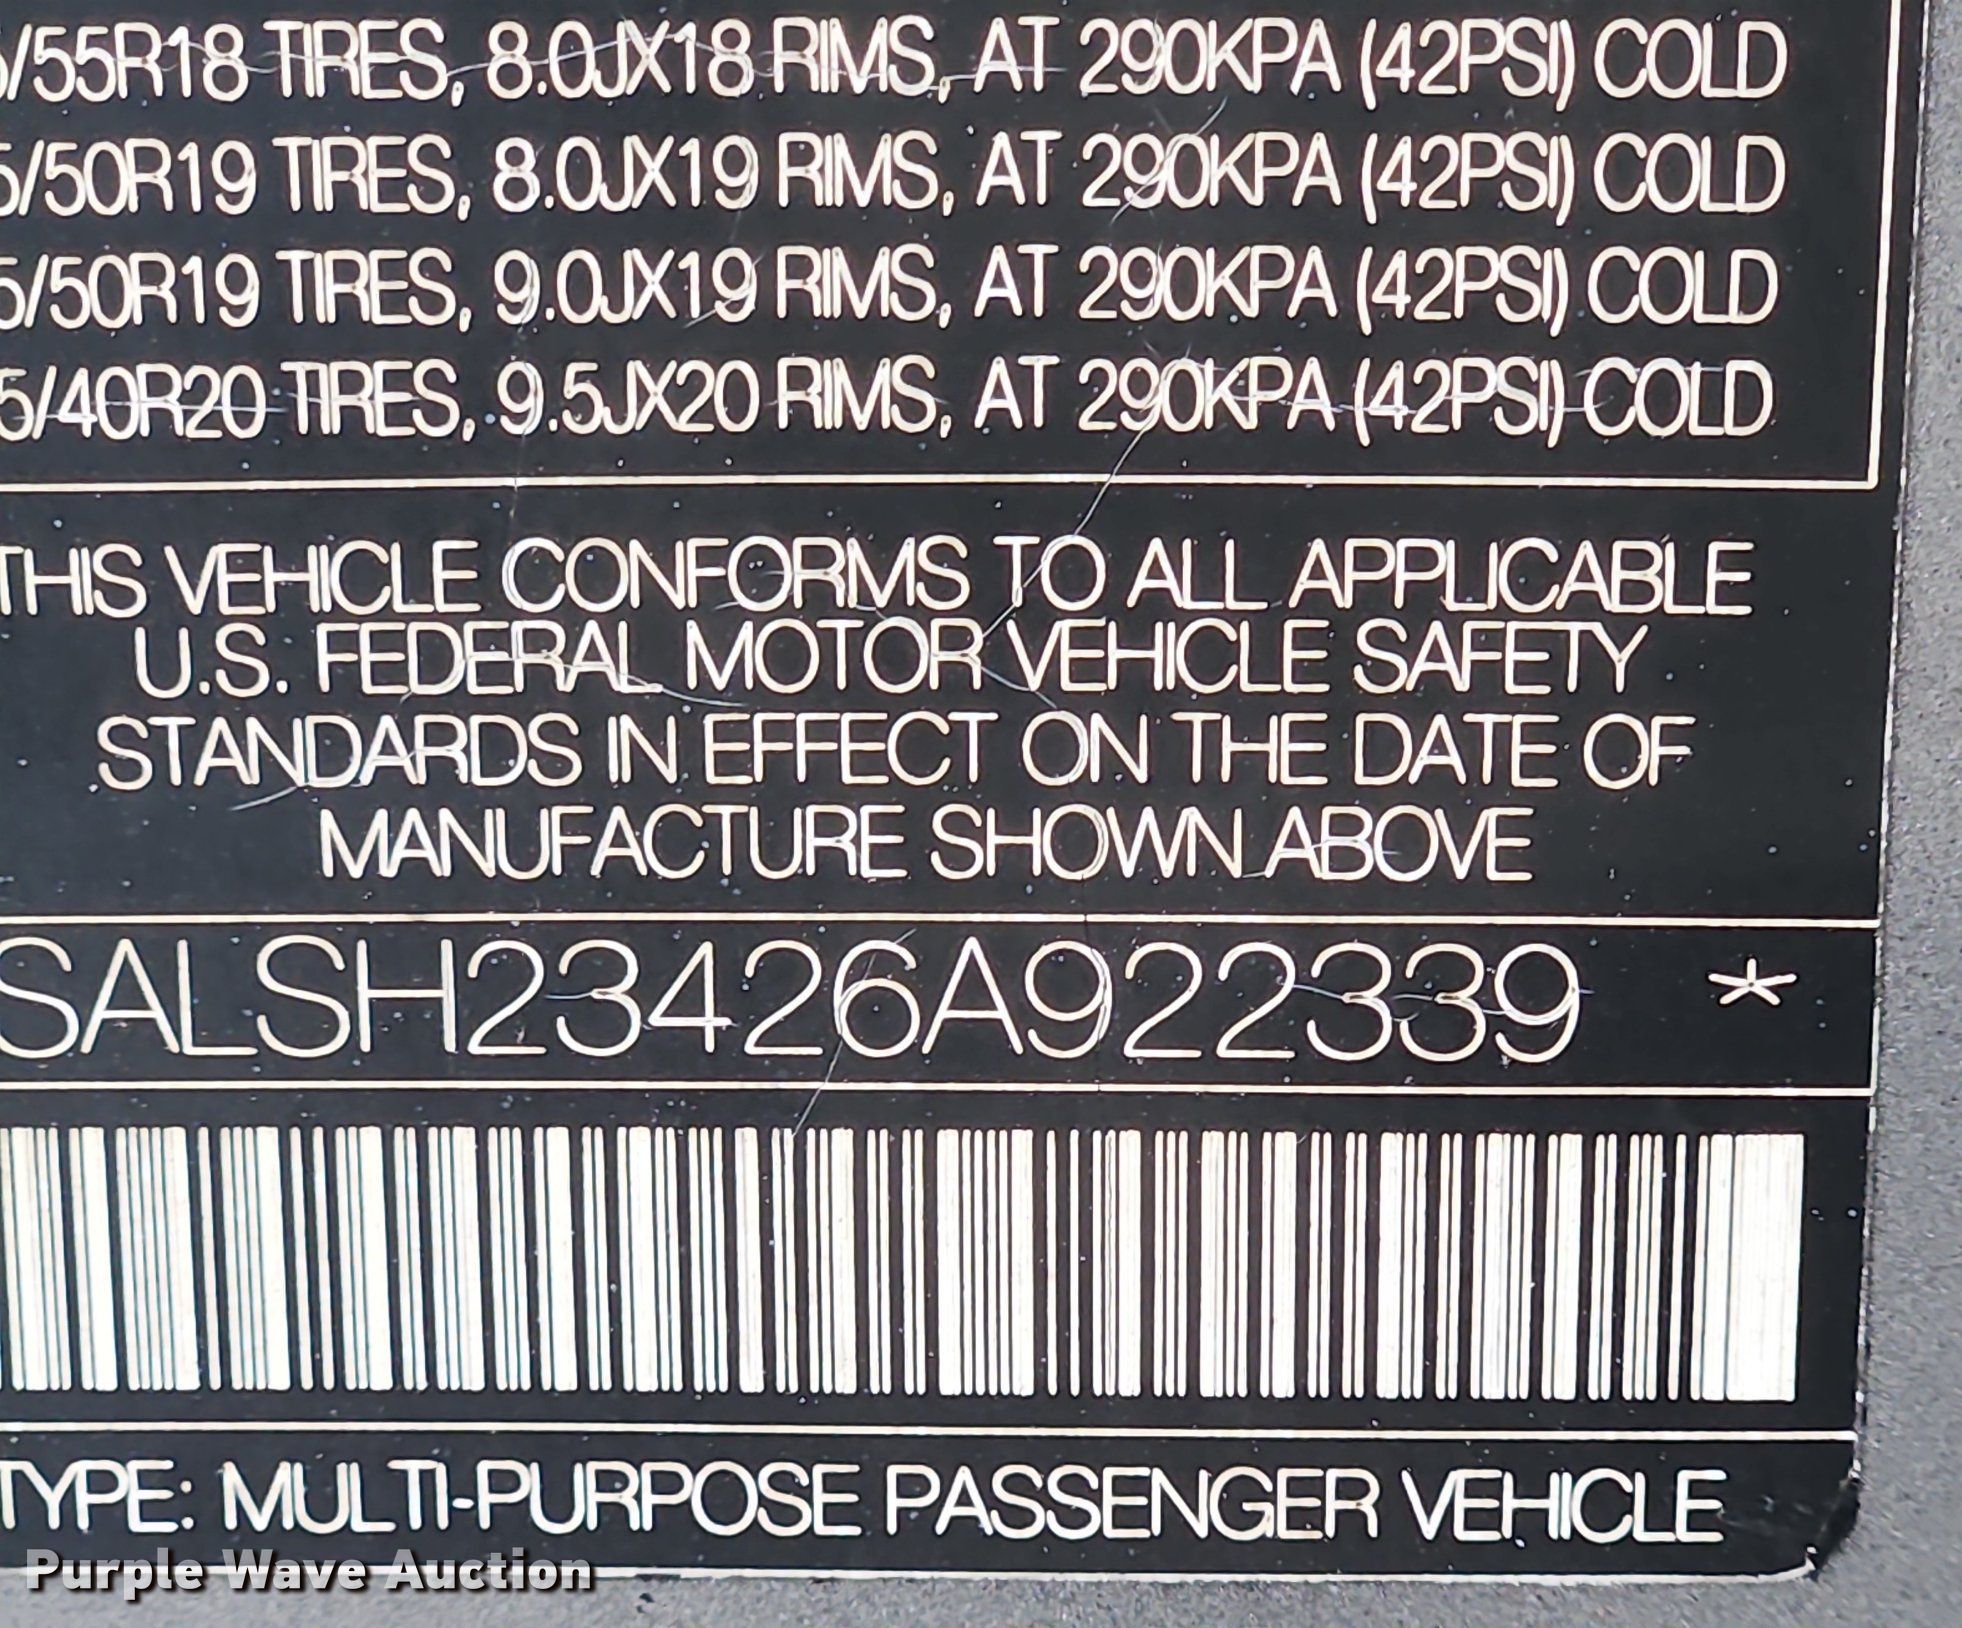 /55R18 TIRES, 8.0JX18 RIMS, AT 290KPA (42PSI) COLD
5/50R19 TIRES, 8.0JX19 RIMS, AT 290KPA (42PSI) COLD
5/50R19 TIRES, 9.0JX19 RIMS, AT 290KPA (42PSI) COLD
5/40R20 TIRES, 9.5JX20 RIMS, AT 290KPA (42PSI) COLD
THIS VEHICLE CONFORMS TO ALL APPLICABLE
U.S. FEDERAL MOTOR VEHICLE SAFETY
STANDARDS IN EFFECT ON THE DATE OF
MANUFACTURE SHOWN ABOVE
SALSH23426A922339 *
TYPE: MULTI-PURPOSE PASSENGER VEHICLE
Purple Wave Auction